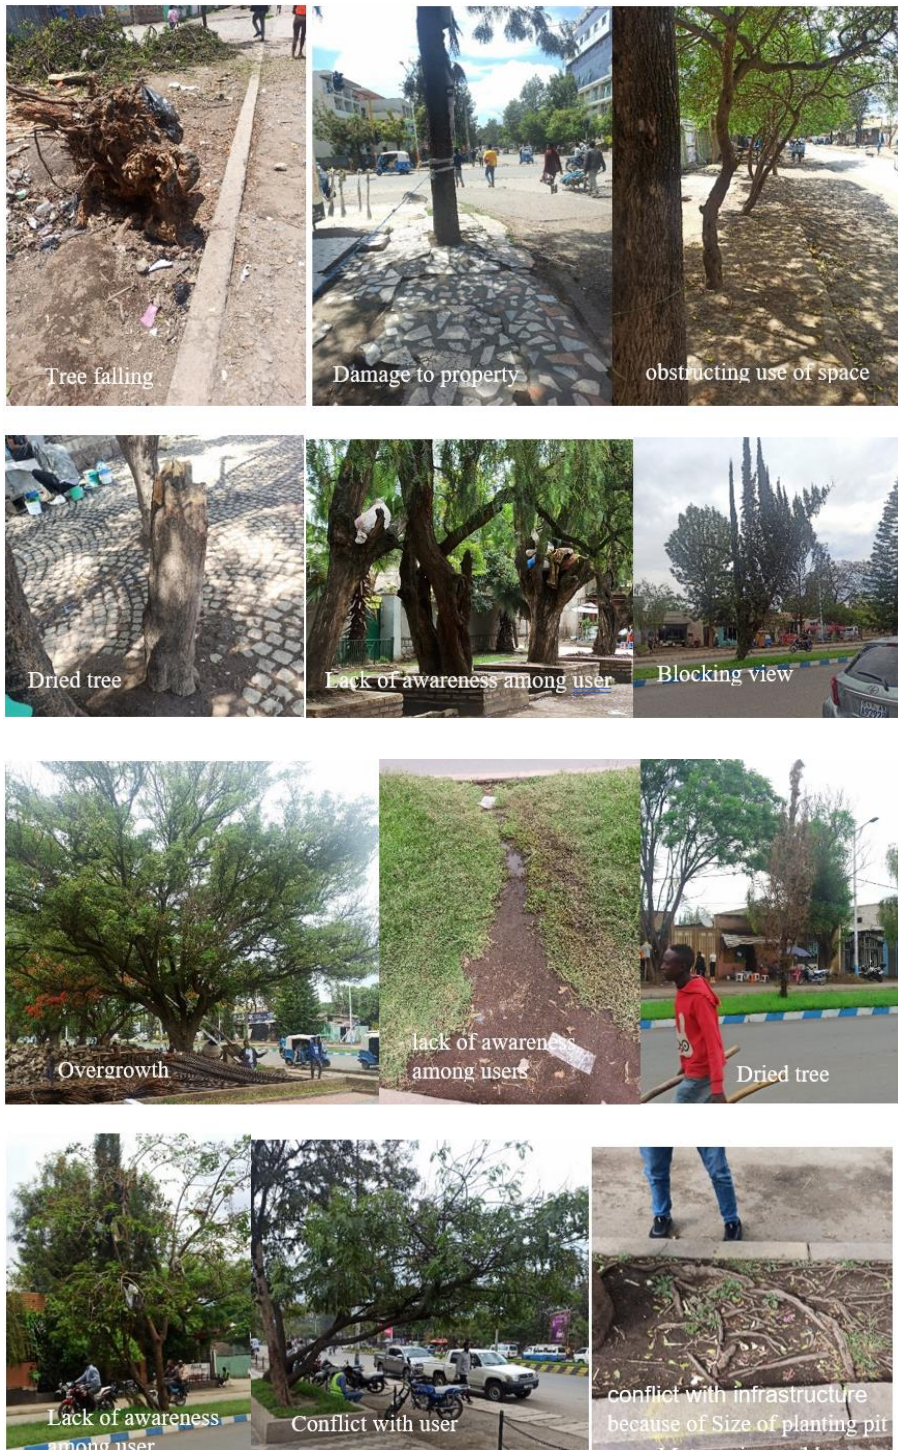 Tree falling
Damage to property
obstructing use of space
Dried tree
Lack of awareness among user
Blocking view
Overgrowth
lack of awareness
among users
Dried tree
Lack of awareness
among user
Conflict with user
conflict with infrastructure
because of Size of planting pit